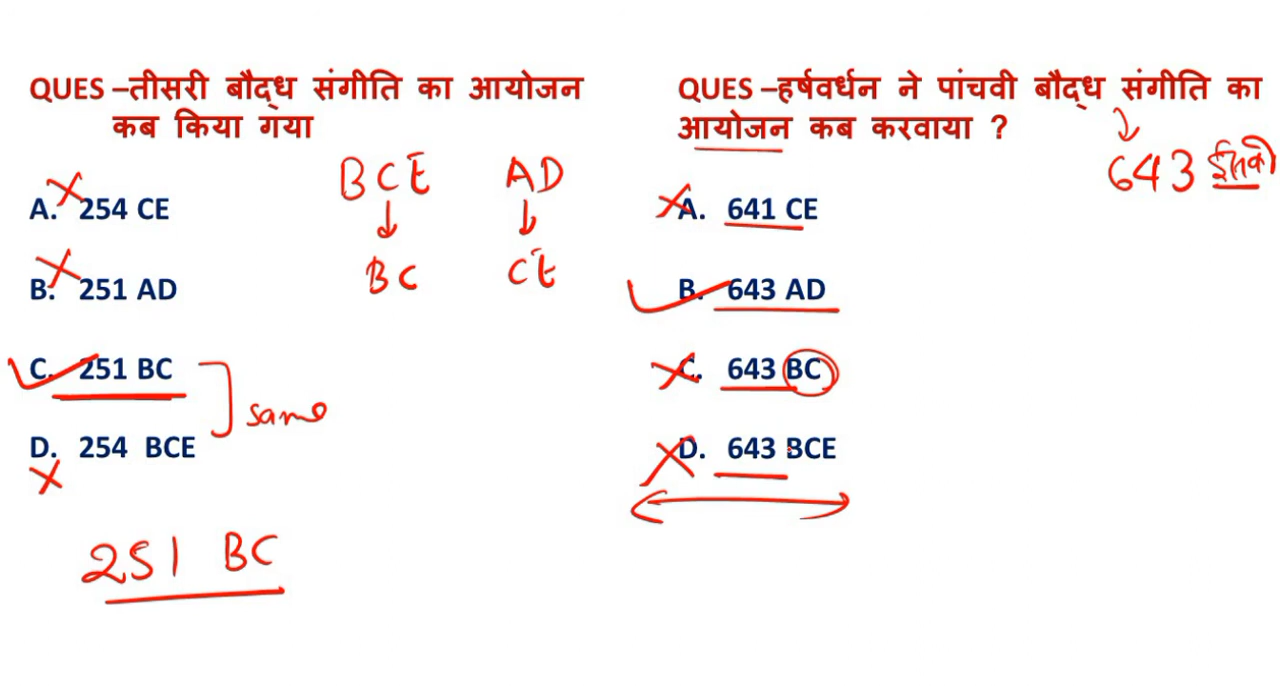 QUES –तीसरी बौद्ध संगीति का आयोजन
कब किया गया
A. 254 CE
B. 251 AD
C. 251 BC
D. 254 BCE
BCE AD
BC CE
same
251 BC
QUES –हर्षवर्धन ने पांचवी बौद्ध संगीति का
आयोजन कब करवाया ?
643
A. 641 CE
B. 643 AD
C. 643 BC
D. 643 BCE